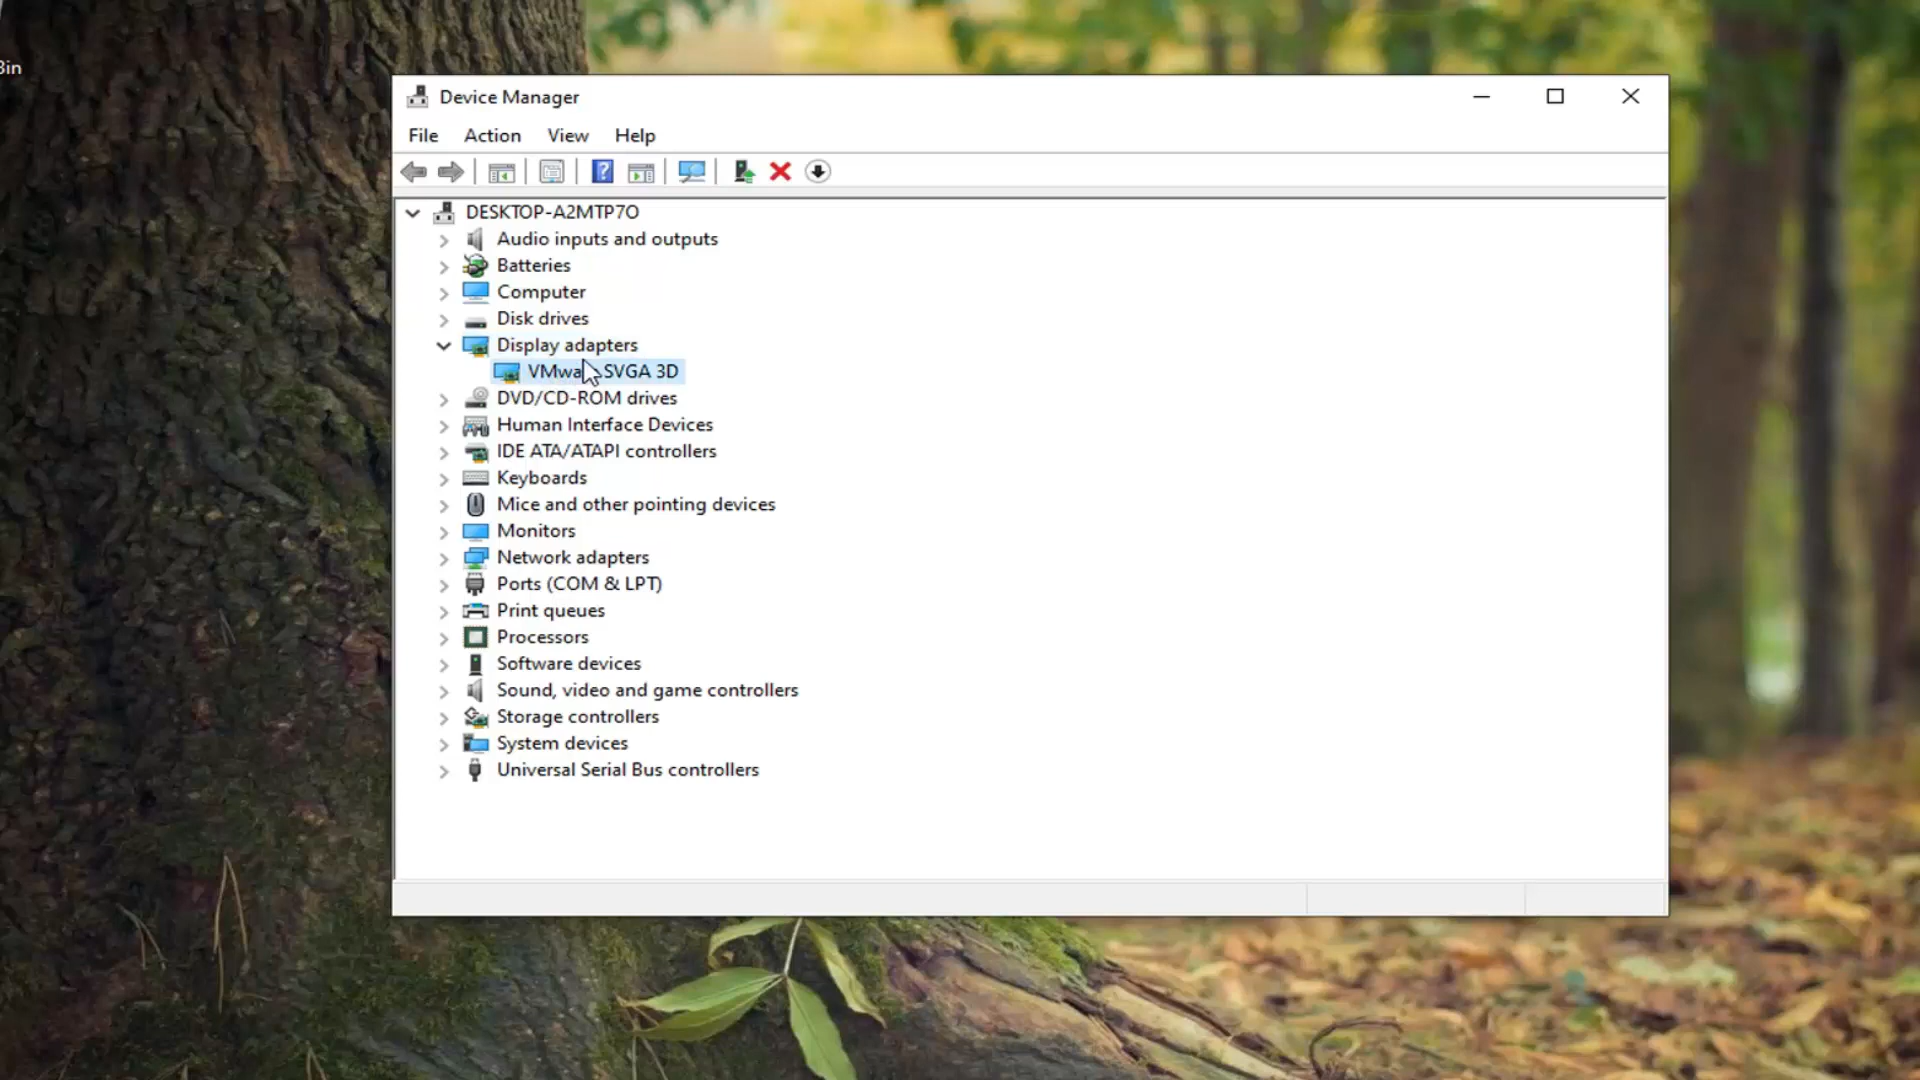 Bin
Device Manager
File Action View Help
DESKTOP-A2MTP7O
Audio inputs and outputs
Batteries
Computer
Disk drives
Display adapters
VMwa SVGA 3D
DVD/CD-ROM drives
Human Interface Devices
IDE ATA/ATAPI controllers
Keyboards
Mice and other pointing devices
Monitors
Network adapters
Ports (COM & LPT)
Print queues
Processors
Software devices
Sound, video and game controllers
Storage controllers
System devices
Universal Serial Bus controllers